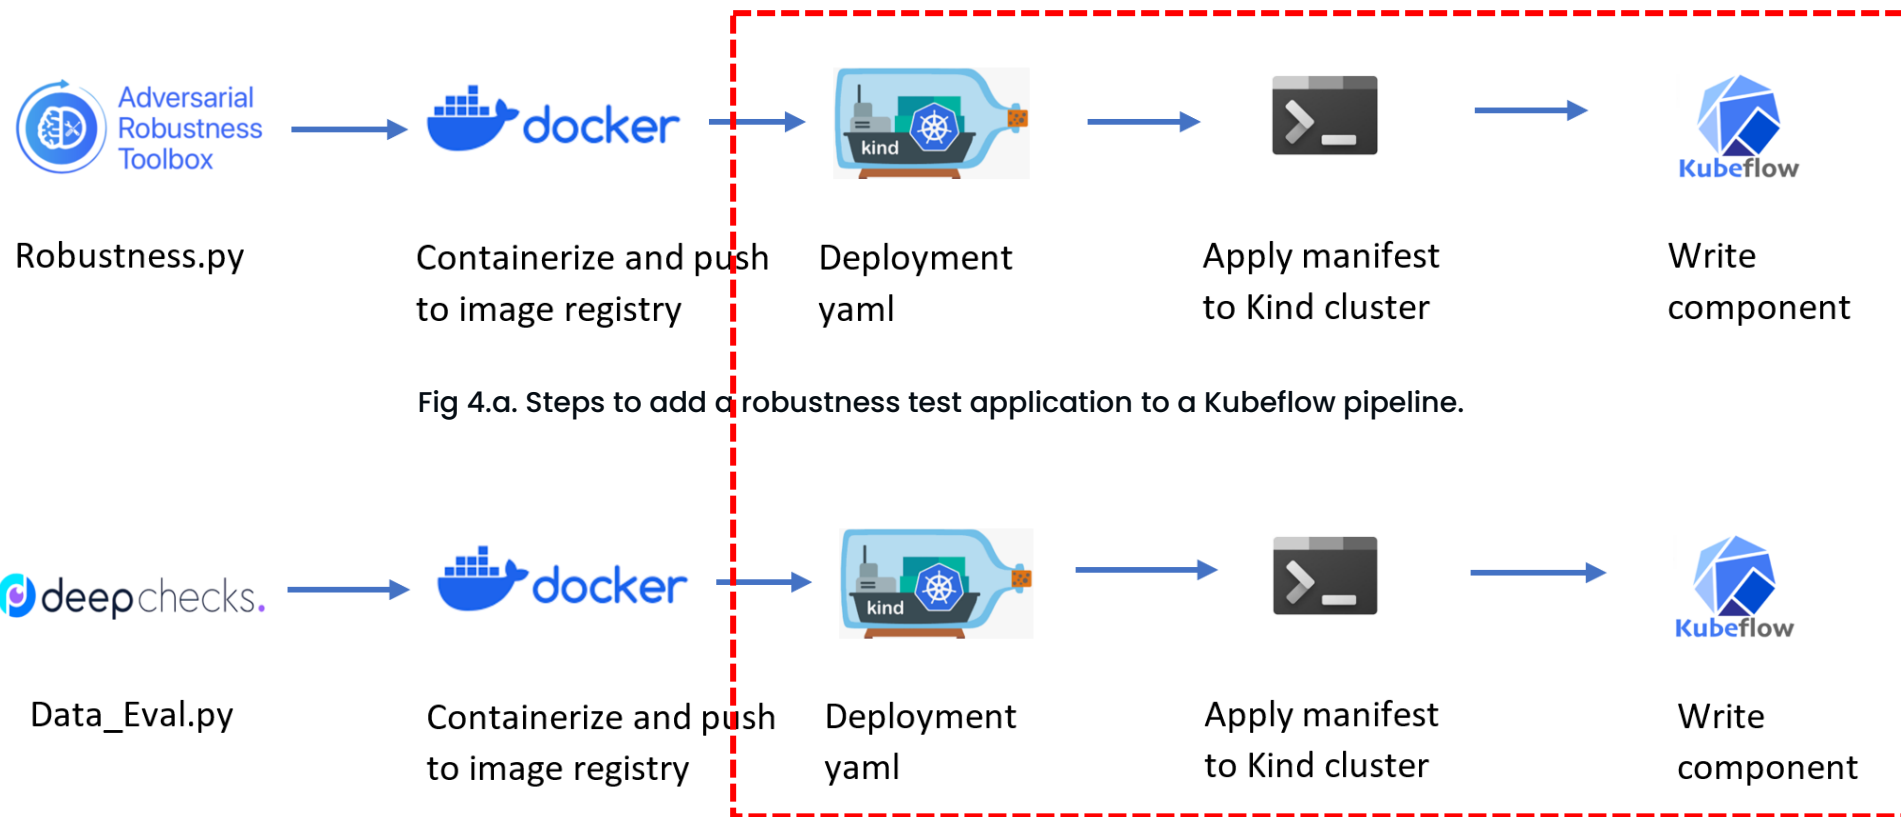 Adversarial
Robustness
Toolbox
docker
kind
Kubeflow
Robustness.py
Containerize and push
to image registry
Deployment
yaml
Apply manifest
to Kind cluster
Write
component
Fig 4.a. Steps to add a robustness test application to a Kubeflow pipeline.
deepchecks.
docker
kind
Kubeflow
Data_Eval.py
Containerize and push
to image registry
Deployment
yaml
Apply manifest
to Kind cluster
Write
component